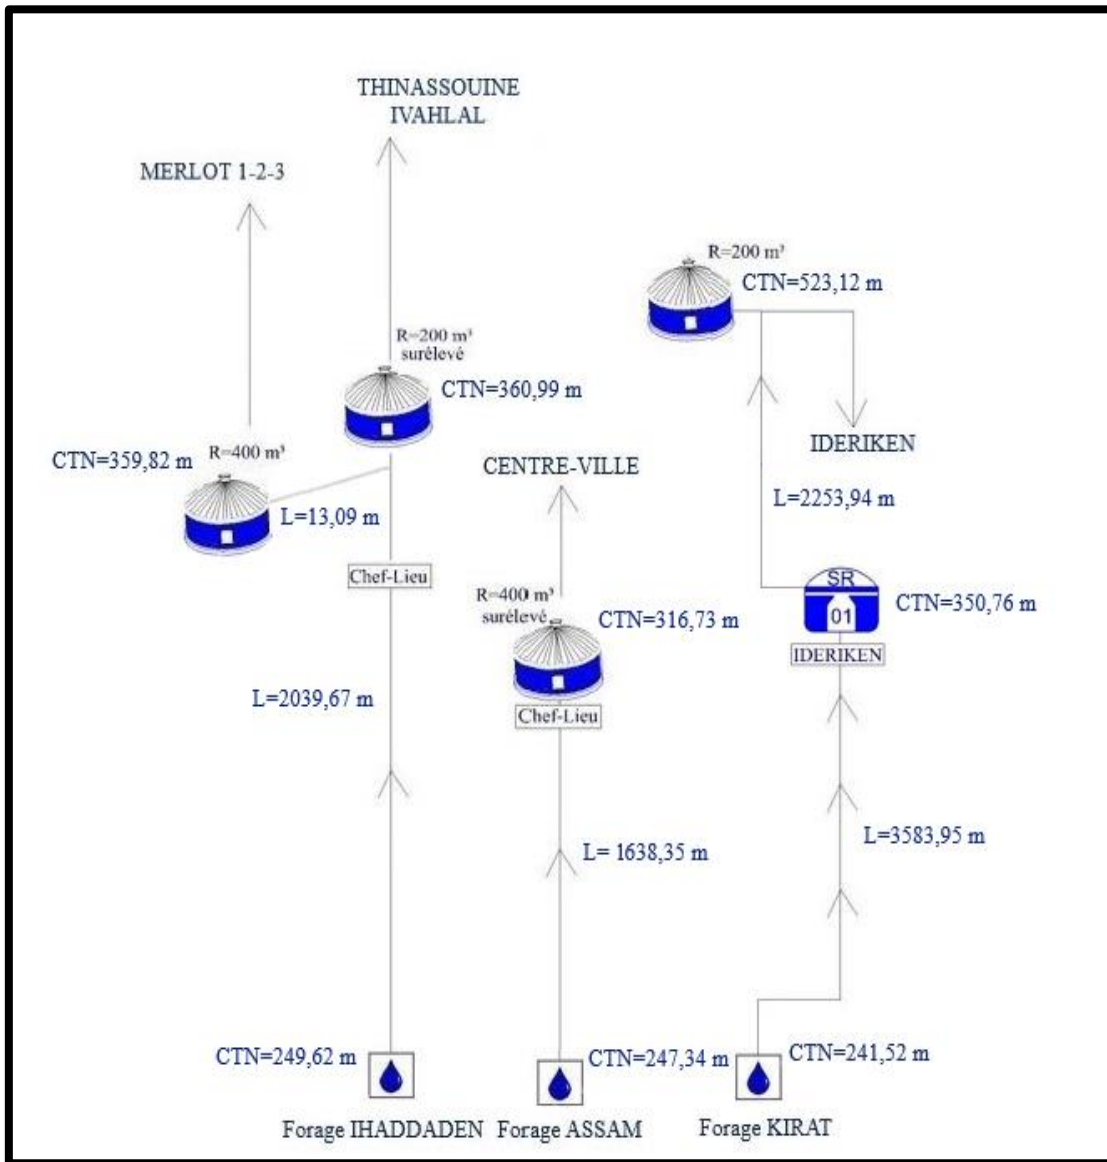 THINASSOUINE
IVAHLAL
MERLOT 1-2-3
R=200 m³
CTN=523,12 m
R=200 m³
surélevé
CTN=360,99 m
IDERIKEN
CTN=359,82 m
R=400 m³
CENTRE-VILLE
L=2253,94 m
L=13,09 m
Chef-Lieu
SR
01
CTN=350,76 m
R=400 m³
surélevé
CTN=316,73 m
IDERIKEN
L=2039,67 m
Chef-Lieu
L= 1638,35 m
L=3583,95 m
CTN=249,62 m
CTN=247,34 m
CTN=241,52 m
Forage IHADDADEN
Forage ASSAM
Forage KIRAT